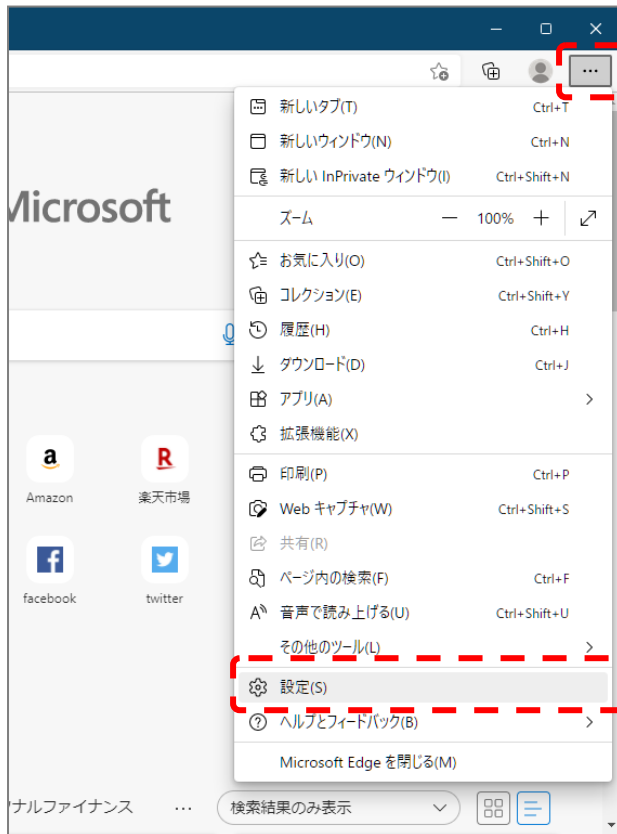 新しいタブ(T) Ctrl+T
新しいウィンドウ(N) Ctrl+N
新しい InPrivate ウィンドウ(I) Ctrl+Shift+N
Microsoft
ズーム — 100% +
お気に入り(O) Ctrl+Shift+O
コレクション(E) Ctrl+Shift+Y
履歴(H) Ctrl+H
ダウンロード(D) Ctrl+J
アプリ(A)
拡張機能(X)
印刷(P) Ctrl+P
Web キャプチャ(W) Ctrl+Shift+S
共有(R)
ページ内の検索(F) Ctrl+F
音声で読み上げる(U) Ctrl+Shift+U
その他のツール(L)
設定(S)
ヘルプとフィードバック(B)
Microsoft Edge を閉じる(M)
a
R
Amazon
楽天市場
f
facebook
twitter
ナルファイナンス ... 検索結果のみ表示